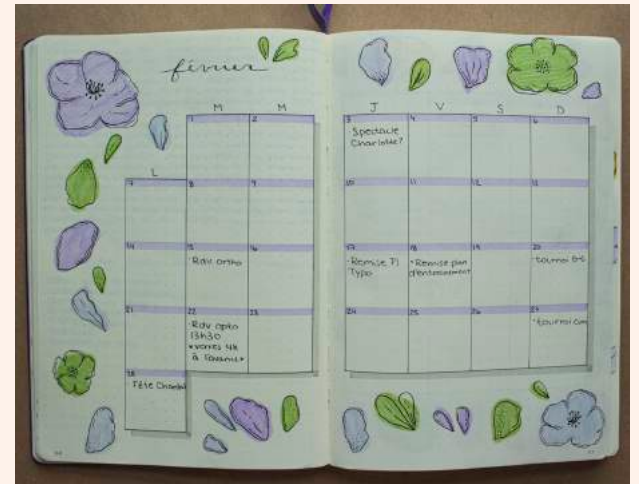 février
M M
J V S D
L
1 2
3 4 5 6
· Spectacle
Charlotte?
7 8 9
10 11 12 13
14 15 16
17 18 19 20
· Rdv ortho
· Remise P1
Typo
· Remise plan
d'entrainement
· tournoi
21 22 23
24 25 26 27
· Rdv opto
13h30
à
· tournoi
28
· Fête